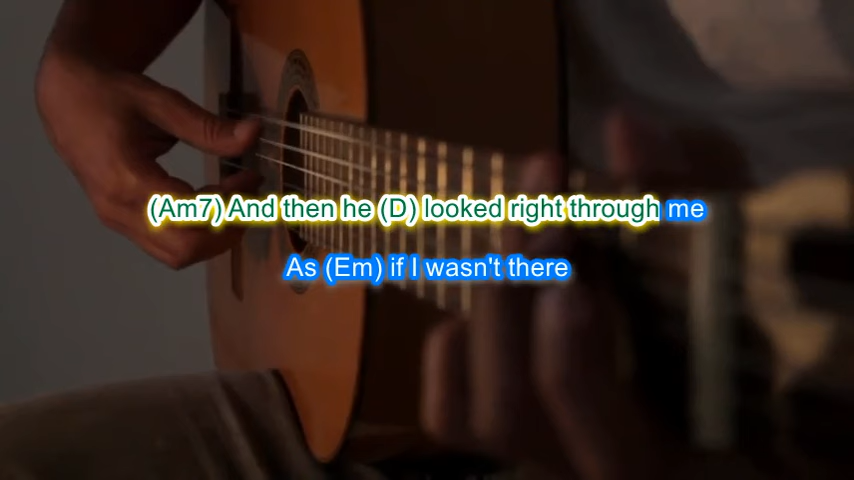 (Am7) And then he (D) looked right through me
As (Em) if I wasn't there